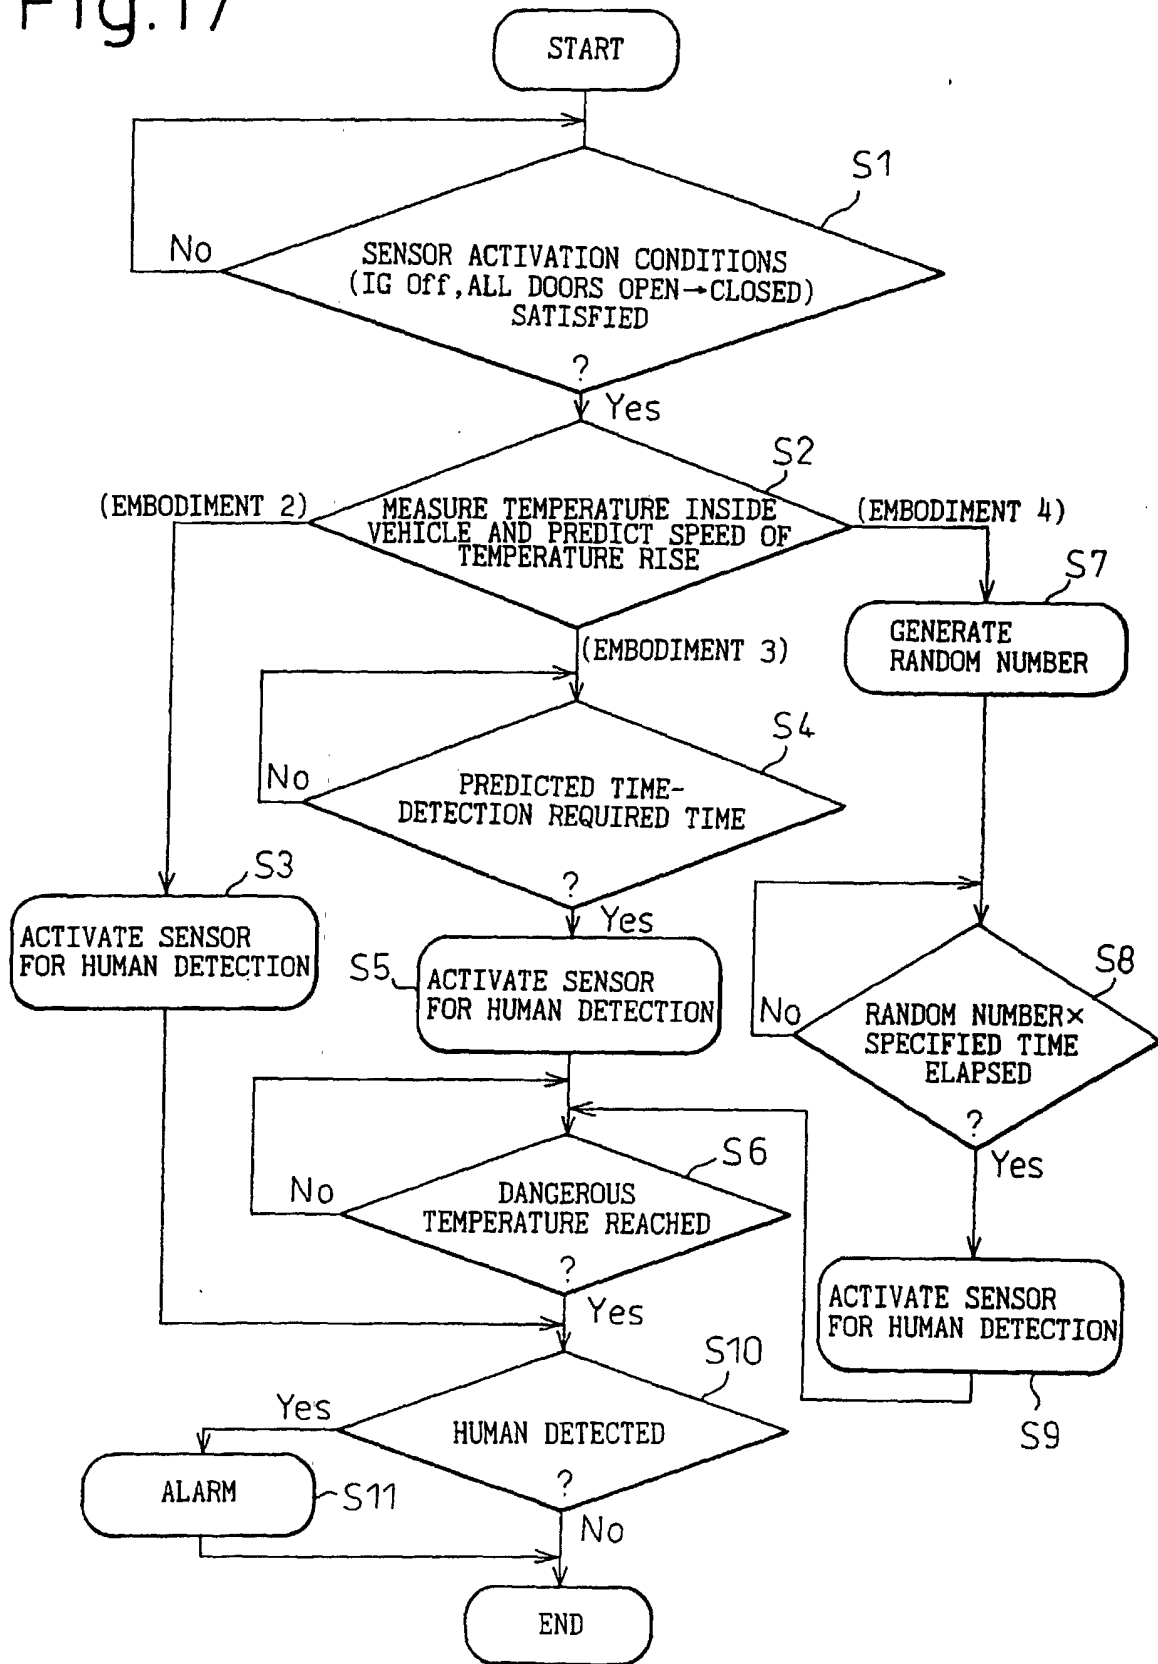 Fig.17
START
S1
No
SENSOR ACTIVATION CONDITIONS
(IG Off,ALL DOORS OPEN→CLOSED)
SATISFIED
?
Yes
S2
(EMBODIMENT 2)
MEASURE TEMPERATURE INSIDE
VEHICLE AND PREDICT SPEED OF
TEMPERATURE RISE
(EMBODIMENT 4)
S7
GENERATE
RANDOM NUMBER
(EMBODIMENT 3)
S4
No
PREDICTED TIME-
DETECTION REQUIRED TIME
?
Yes
S3
ACTIVATE SENSOR
FOR HUMAN DETECTION
S5
ACTIVATE SENSOR
FOR HUMAN DETECTION
S8
No
RANDOM NUMBER×
SPECIFIED TIME
ELAPSED
?
Yes
S6
No
DANGEROUS
TEMPERATURE REACHED
?
Yes
ACTIVATE SENSOR
FOR HUMAN DETECTION
S9
S10
Yes
HUMAN DETECTED
?
No
ALARM
S11
END